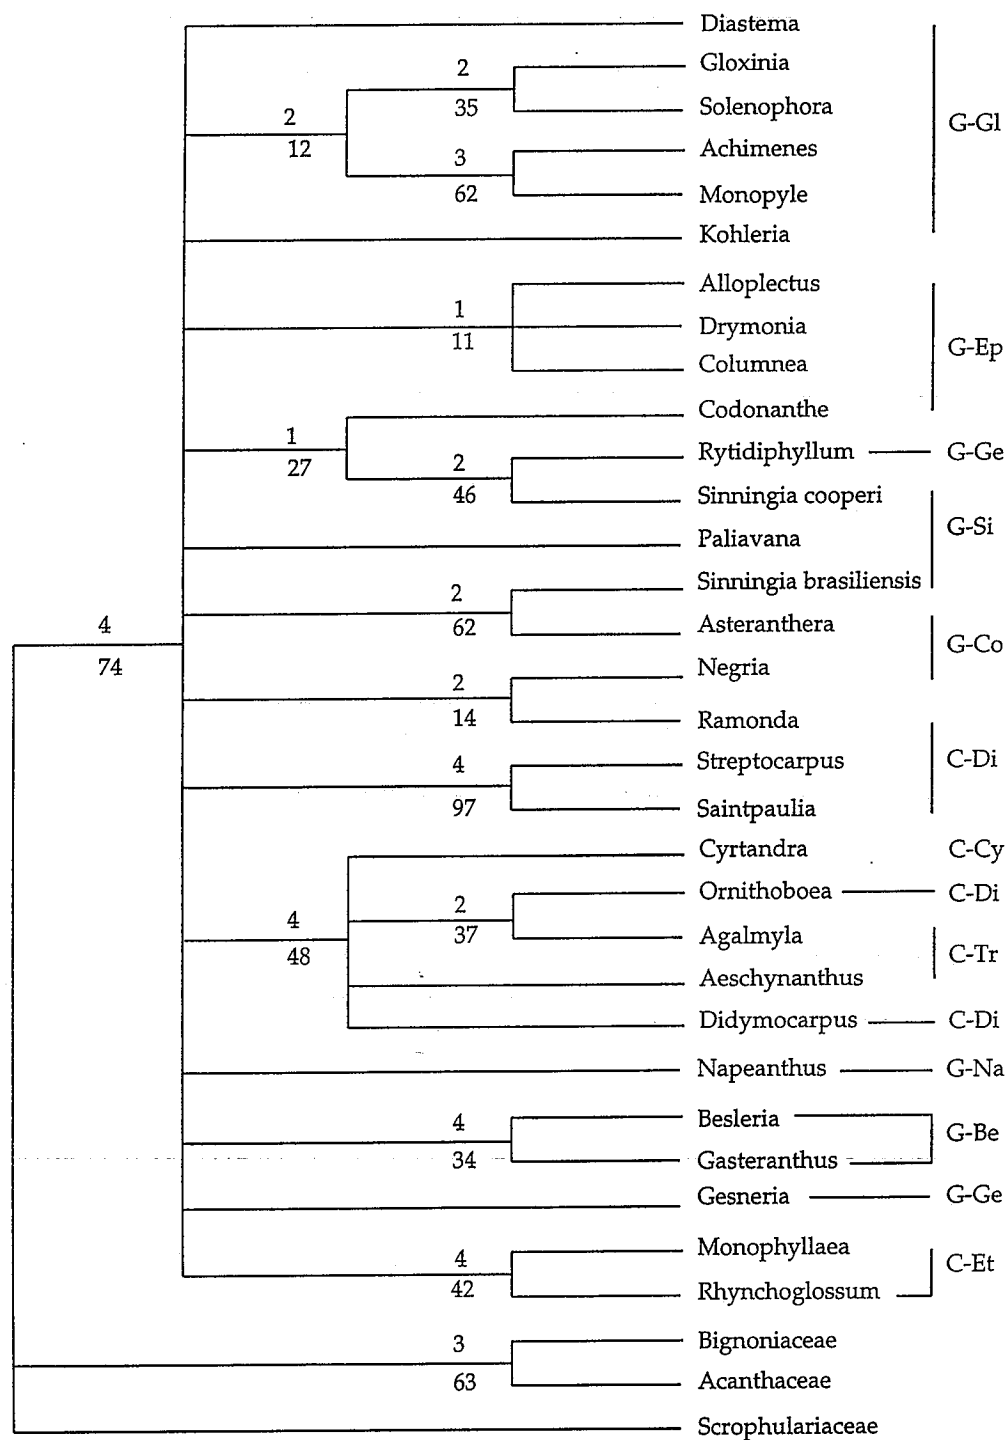 Diastema
2 Gloxinia
35 Solenophora
2 G-Gl
12
3 Achimenes
62 Monopyle
Kohleria
Alloplectus
1 Drymonia
11 G-Ep
Columnea
Codonanthe
1
27
2 Rytidiphyllum G-Ge
46 Sinningia cooperi
G-Si
Paliavana
2 Sinningia brasiliensis
62 Asteranthera
4 G-Co
74
2 Negria
14 Ramonda
4 Streptocarpus C-Di
97 Saintpaulia
Cyrtandra C-Cy
2 Ornithoboea C-Di
4
37 Agalmyla
48 C-Tr
Aeschynanthus
Didymocarpus C-Di
Napeanthus G-Na
4 Besleria
G-Be
34 Gasteranthus
Gesneria G-Ge
4 Monophyllaea
C-Et
42 Rhynchoglossum
3 Bignoniaceae
63 Acanthaceae
Scrophulariaceae